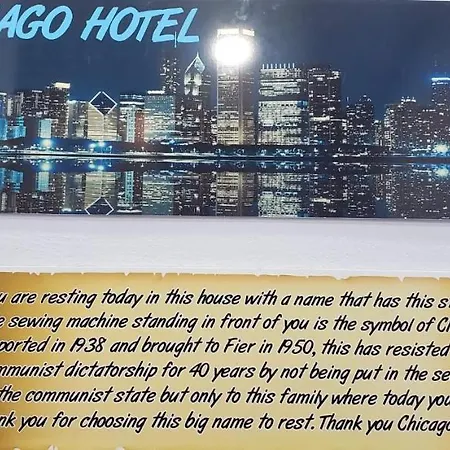 AGO HOTEL
u are resting today in this house with a name that has this s
e sewing machine standing in front of you is the symbol of C
ported in 1938 and brought to Fier in 1950, this has resisted
mmunist dictatorship for 40 years by not being put in the se
the communist state but only to this family where today you
nk you for choosing this big name to rest. Thank you Chicago